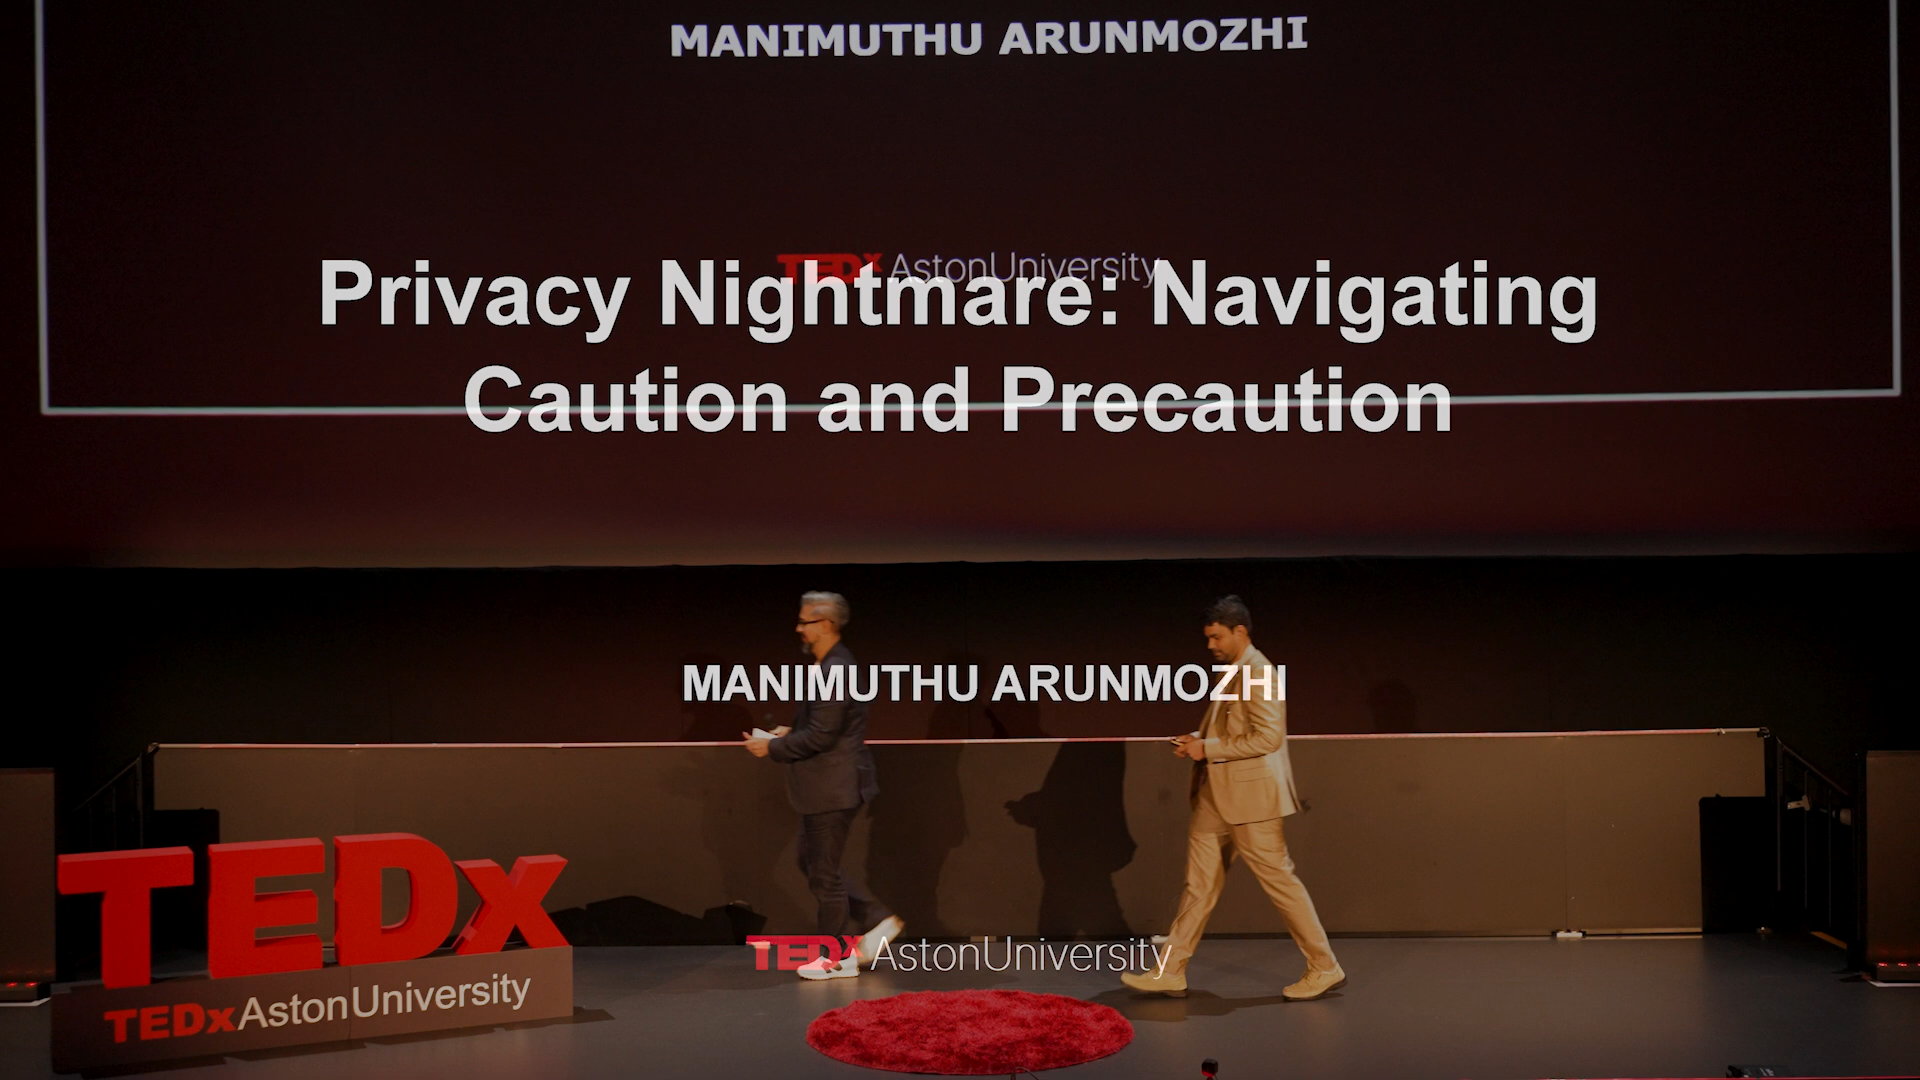 MANIMUTHU ARUNMOZHI
TEDx AstonUniversity
Privacy Nightmare: Navigating
Caution and Precaution
MANIMUTHU ARUNMOZHI
TEDx
TEDxAstonUniversity
TEDx AstonUniversity